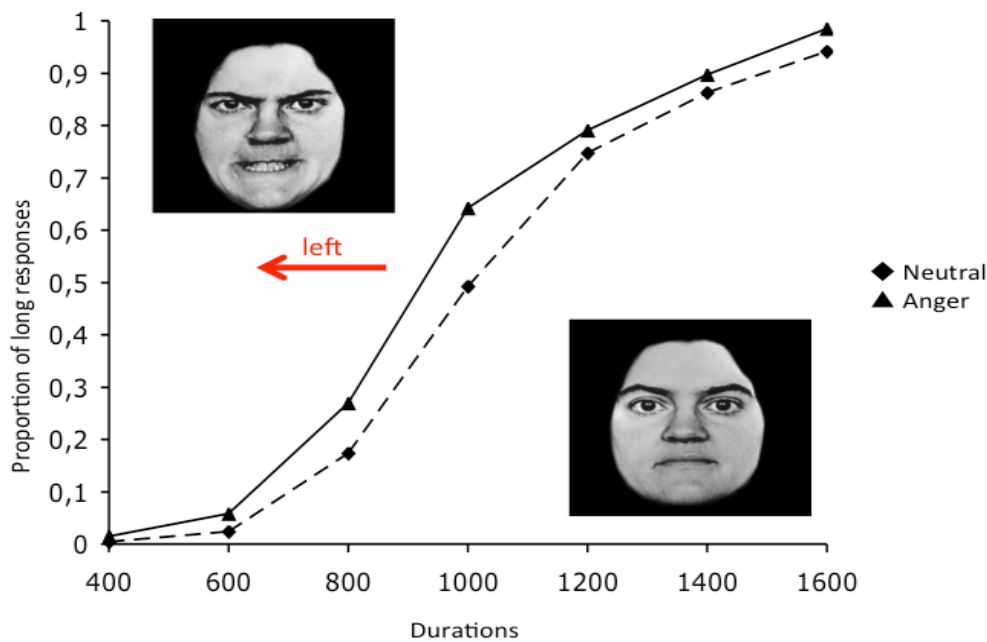 1
0,9
0,8
0,7
0,6
0,5
0,4
0,3
0,2
0,1
0
Proportion of long responses
left
Neutral
Anger
400 600 800 1000 1200 1400 1600
Durations